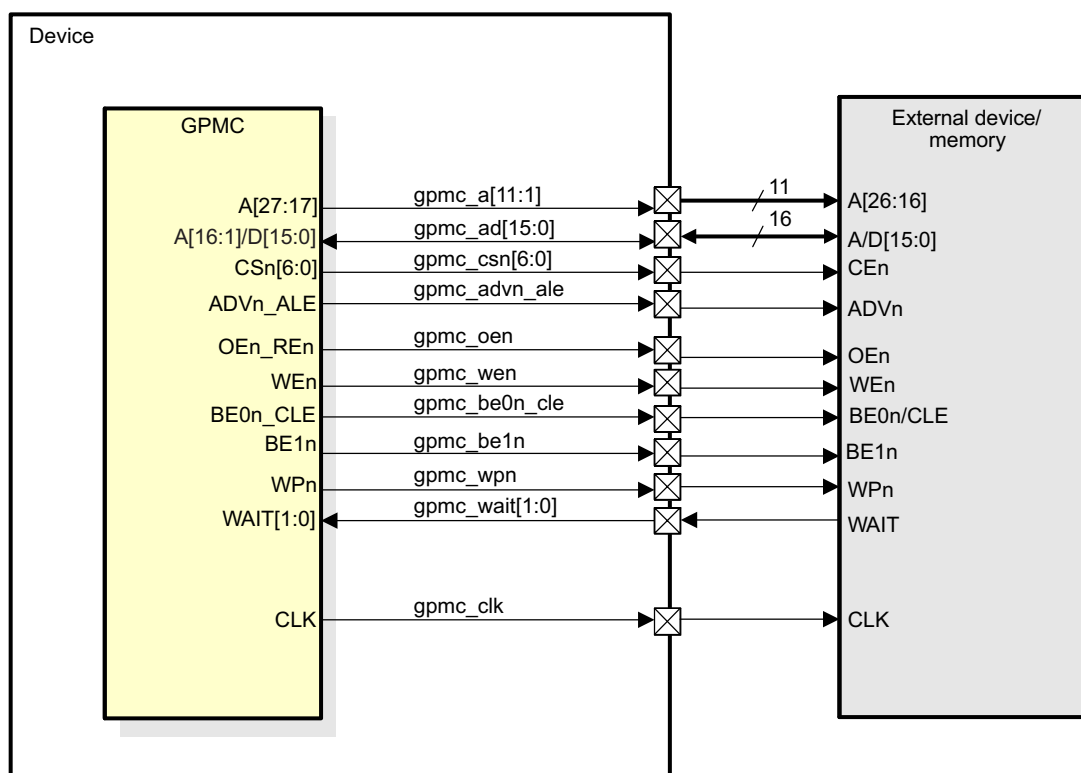 Device
GPMC
External device/
memory
A[27:17] gpmc_a[11:1] 11 A[26:16]
A[16:1]/D[15:0] gpmc_ad[15:0] 16 A/D[15:0]
CSn[6:0] gpmc_csn[6:0] CEn
ADVn_ALE gpmc_advn_ale ADVn
OEn_REn gpmc_oen OEn
WEn gpmc_wen WEn
BE0n_CLE gpmc_be0n_cle BE0n/CLE
BE1n gpmc_be1n BE1n
WPn gpmc_wpn WPn
WAIT[1:0] gpmc_wait[1:0] WAIT
CLK gpmc_clk CLK